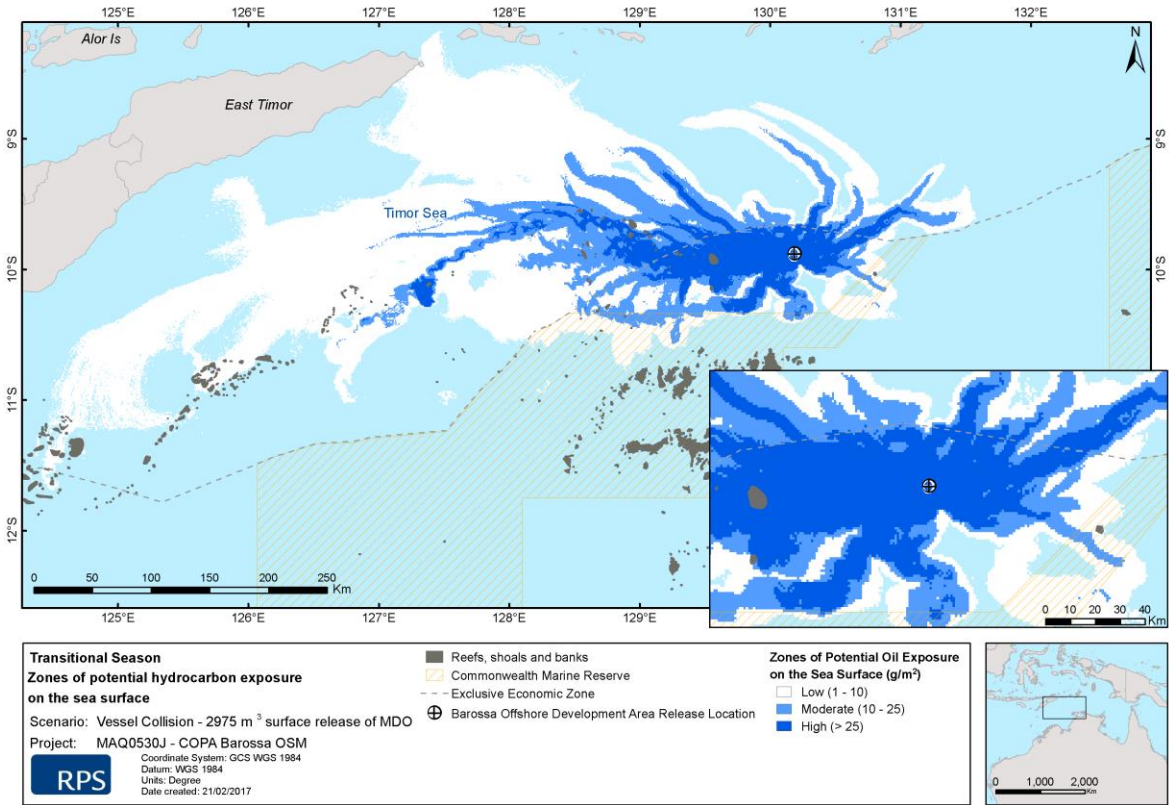 125°E 126°E 127°E 128°E 129°E 130°E 131°E 132°E
Alor Is
N
East Timor
9°S 9°S
Timor Sea
10°S 10°S
11°S
12°S
0 50 100 150 200 250
Km
0 10 20 30 40
Km
125°E 126°E 127°E 128°E 129°E 130°E 131°E 132°E
Transitional Season
Zones of potential hydrocarbon exposure
on the sea surface
Scenario: Vessel Collision - 2975 m ³ surface release of MDO
Project: MAQ0530J - COPA Barossa OSM
RPS
Coordinate System: GCS WGS 1984
Datum: WGS 1984
Units: Degree
Date created: 21/02/2017
Reefs, shoals and banks
Commonwealth Marine Reserve
Exclusive Economic Zone
Barossa Offshore Development Area Release Location
Zones of Potential Oil Exposure
on the Sea Surface (g/m²)
Low (1 - 10)
Moderate (10 - 25)
High (> 25)
0 1,000 2,000
Km